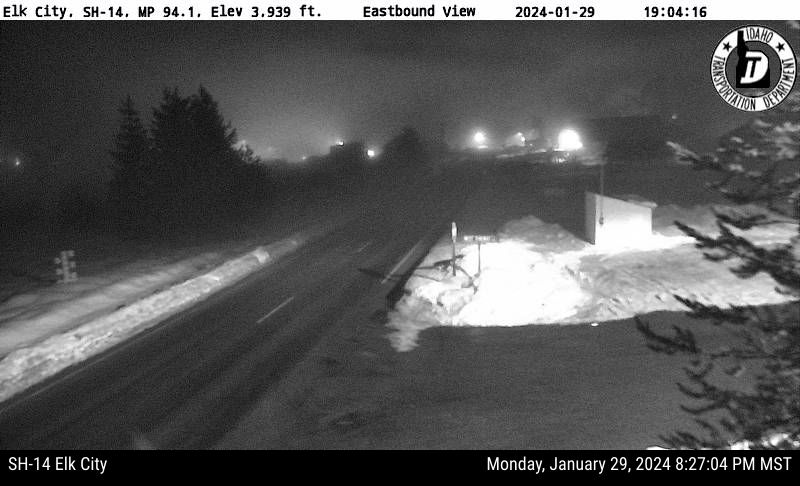 Elk City, SH-14, MP 94.1, Elev 3,939 ft. Eastbound View 2024-01-29 19:04:16
IDAHO
TRANSPORTATION DEPARTMENT
SH-14 Elk City Monday, January 29, 2024 8:27:04 PM MST